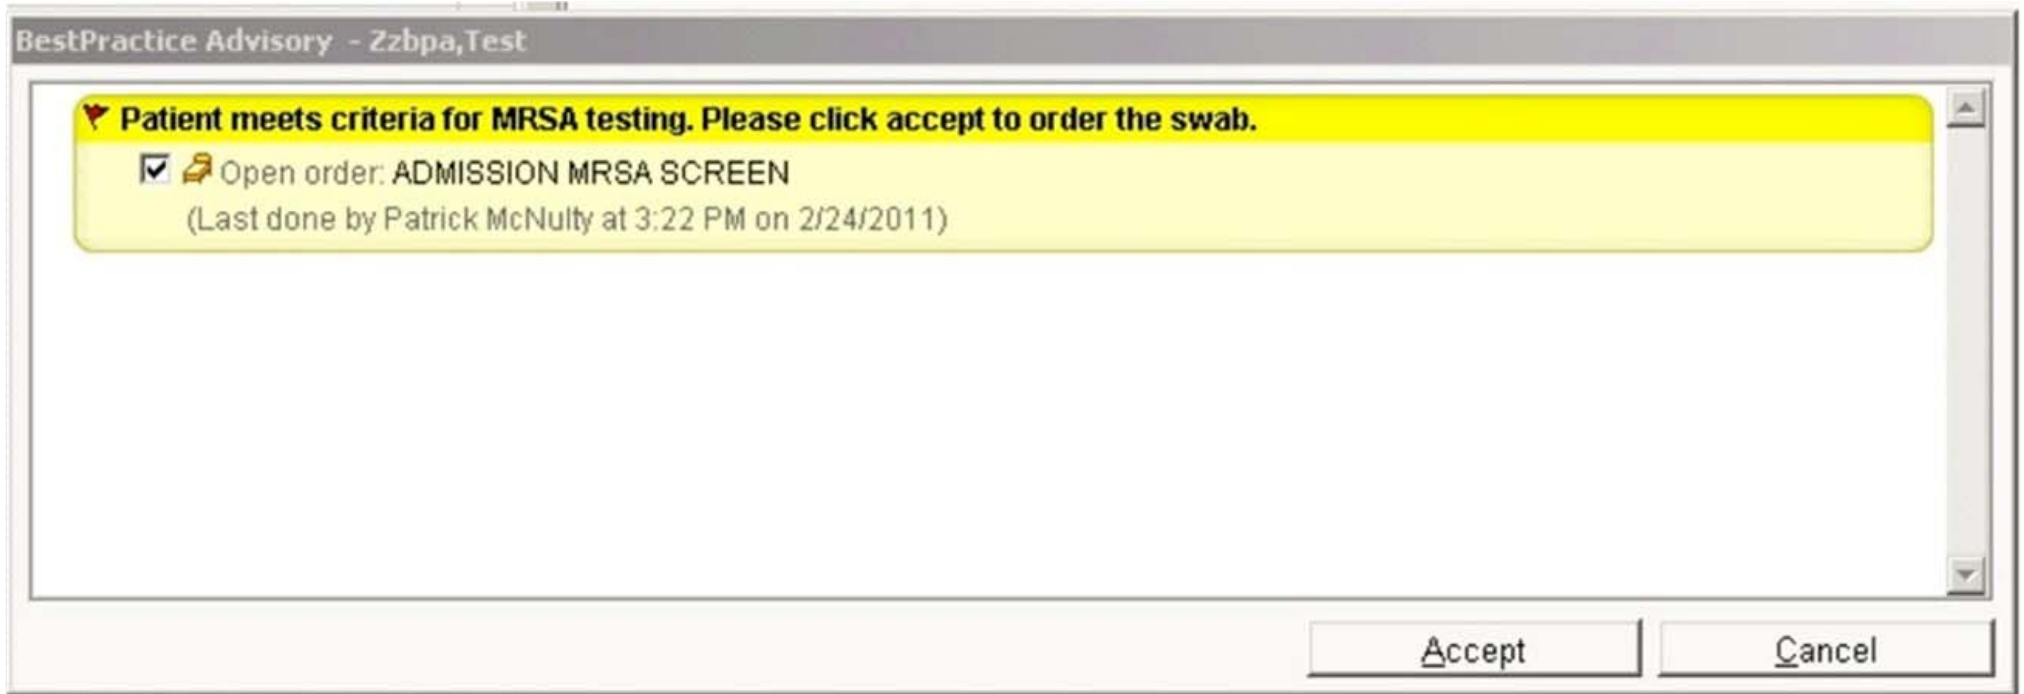 BestPractice Advisory - Zzbpa,Test
Patient meets criteria for MRSA testing. Please click accept to order the swab.
Open order: ADMISSION MRSA SCREEN
(Last done by Patrick McNulty at 3:22 PM on 2/24/2011)
Accept Cancel